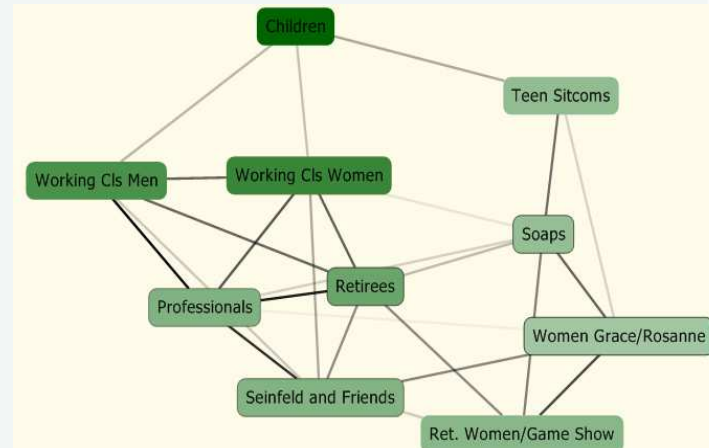 Children
Teen Sitcoms
Working Cls Men
Working Cls Women
Soaps
Retirees
Professionals
Women Grace/Rosanne
Seinfeld and Friends
Ret. Women/Game Show